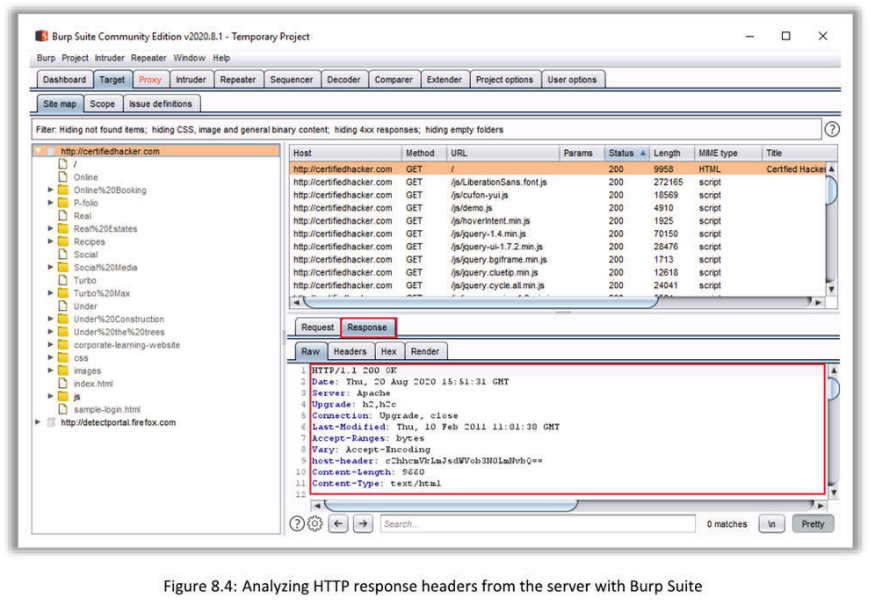 Burp Suite Community Edition v2020.8.1 - Temporary Project
Burp Project Intruder Repeater Window Help
Dashboard Target Proxy Intruder Repeater Sequencer Decoder Comparer Extender Project options User options
Site map Scope Issue definitions
Filter: Hiding not found items; hiding CSS, image and general binary content; hiding 4xx responses; hiding empty folders
http://certifiedhacker.com
/
Online
Online%20Booking
P-folio
Real
Real%20Estates
Recipes
Social
Social%20Media
Turbo
Turbo%20Max
Under
Under%20Construction
Under%20the%20trees
corporate-learning-website
css
images
index.html
js
sample-login.html
http://detectportal.firefox.com
Host Method URL Params Status Length MIME type Title
http://certifiedhacker.com GET / 200 9958 HTML Certfied Hacker
http://certifiedhacker.com GET /js/LiberationSans.font.js 200 272165 script
http://certifiedhacker.com GET /js/cufon-yui.js 200 18569 script
http://certifiedhacker.com GET /js/demo.js 200 4910 script
http://certifiedhacker.com GET /js/hoverIntent.min.js 200 1925 script
http://certifiedhacker.com GET /js/jquery-1.4.min.js 200 70150 script
http://certifiedhacker.com GET /js/jquery-ui-1.7.2.min.js 200 28476 script
http://certifiedhacker.com GET /js/jquery.bgiframe.min.js 200 1713 script
http://certifiedhacker.com GET /js/jquery.cluetip.min.js 200 12618 script
http://certifiedhacker.com GET /js/jquery.cycle.all.min.js 200 24041 script
Request Response
Raw Headers Hex Render
1 HTTP/1.1 200 OK
2 Date: Thu, 20 Aug 2020 15:51:31 GMT
3 Server: Apache
4 Upgrade: h2,h2c
5 Connection: Upgrade, close
6 Last-Modified: Thu, 10 Feb 2011 11:01:38 GMT
7 Accept-Ranges: bytes
8 Vary: Accept-Encoding
9 host-header: c2hhcmVkLmJsdWVob3N0LmNvbQ==
10 Content-Length: 9660
11 Content-Type: text/html
12
Search...
0 matches
\n
Pretty
Figure 8.4: Analyzing HTTP response headers from the server with Burp Suite